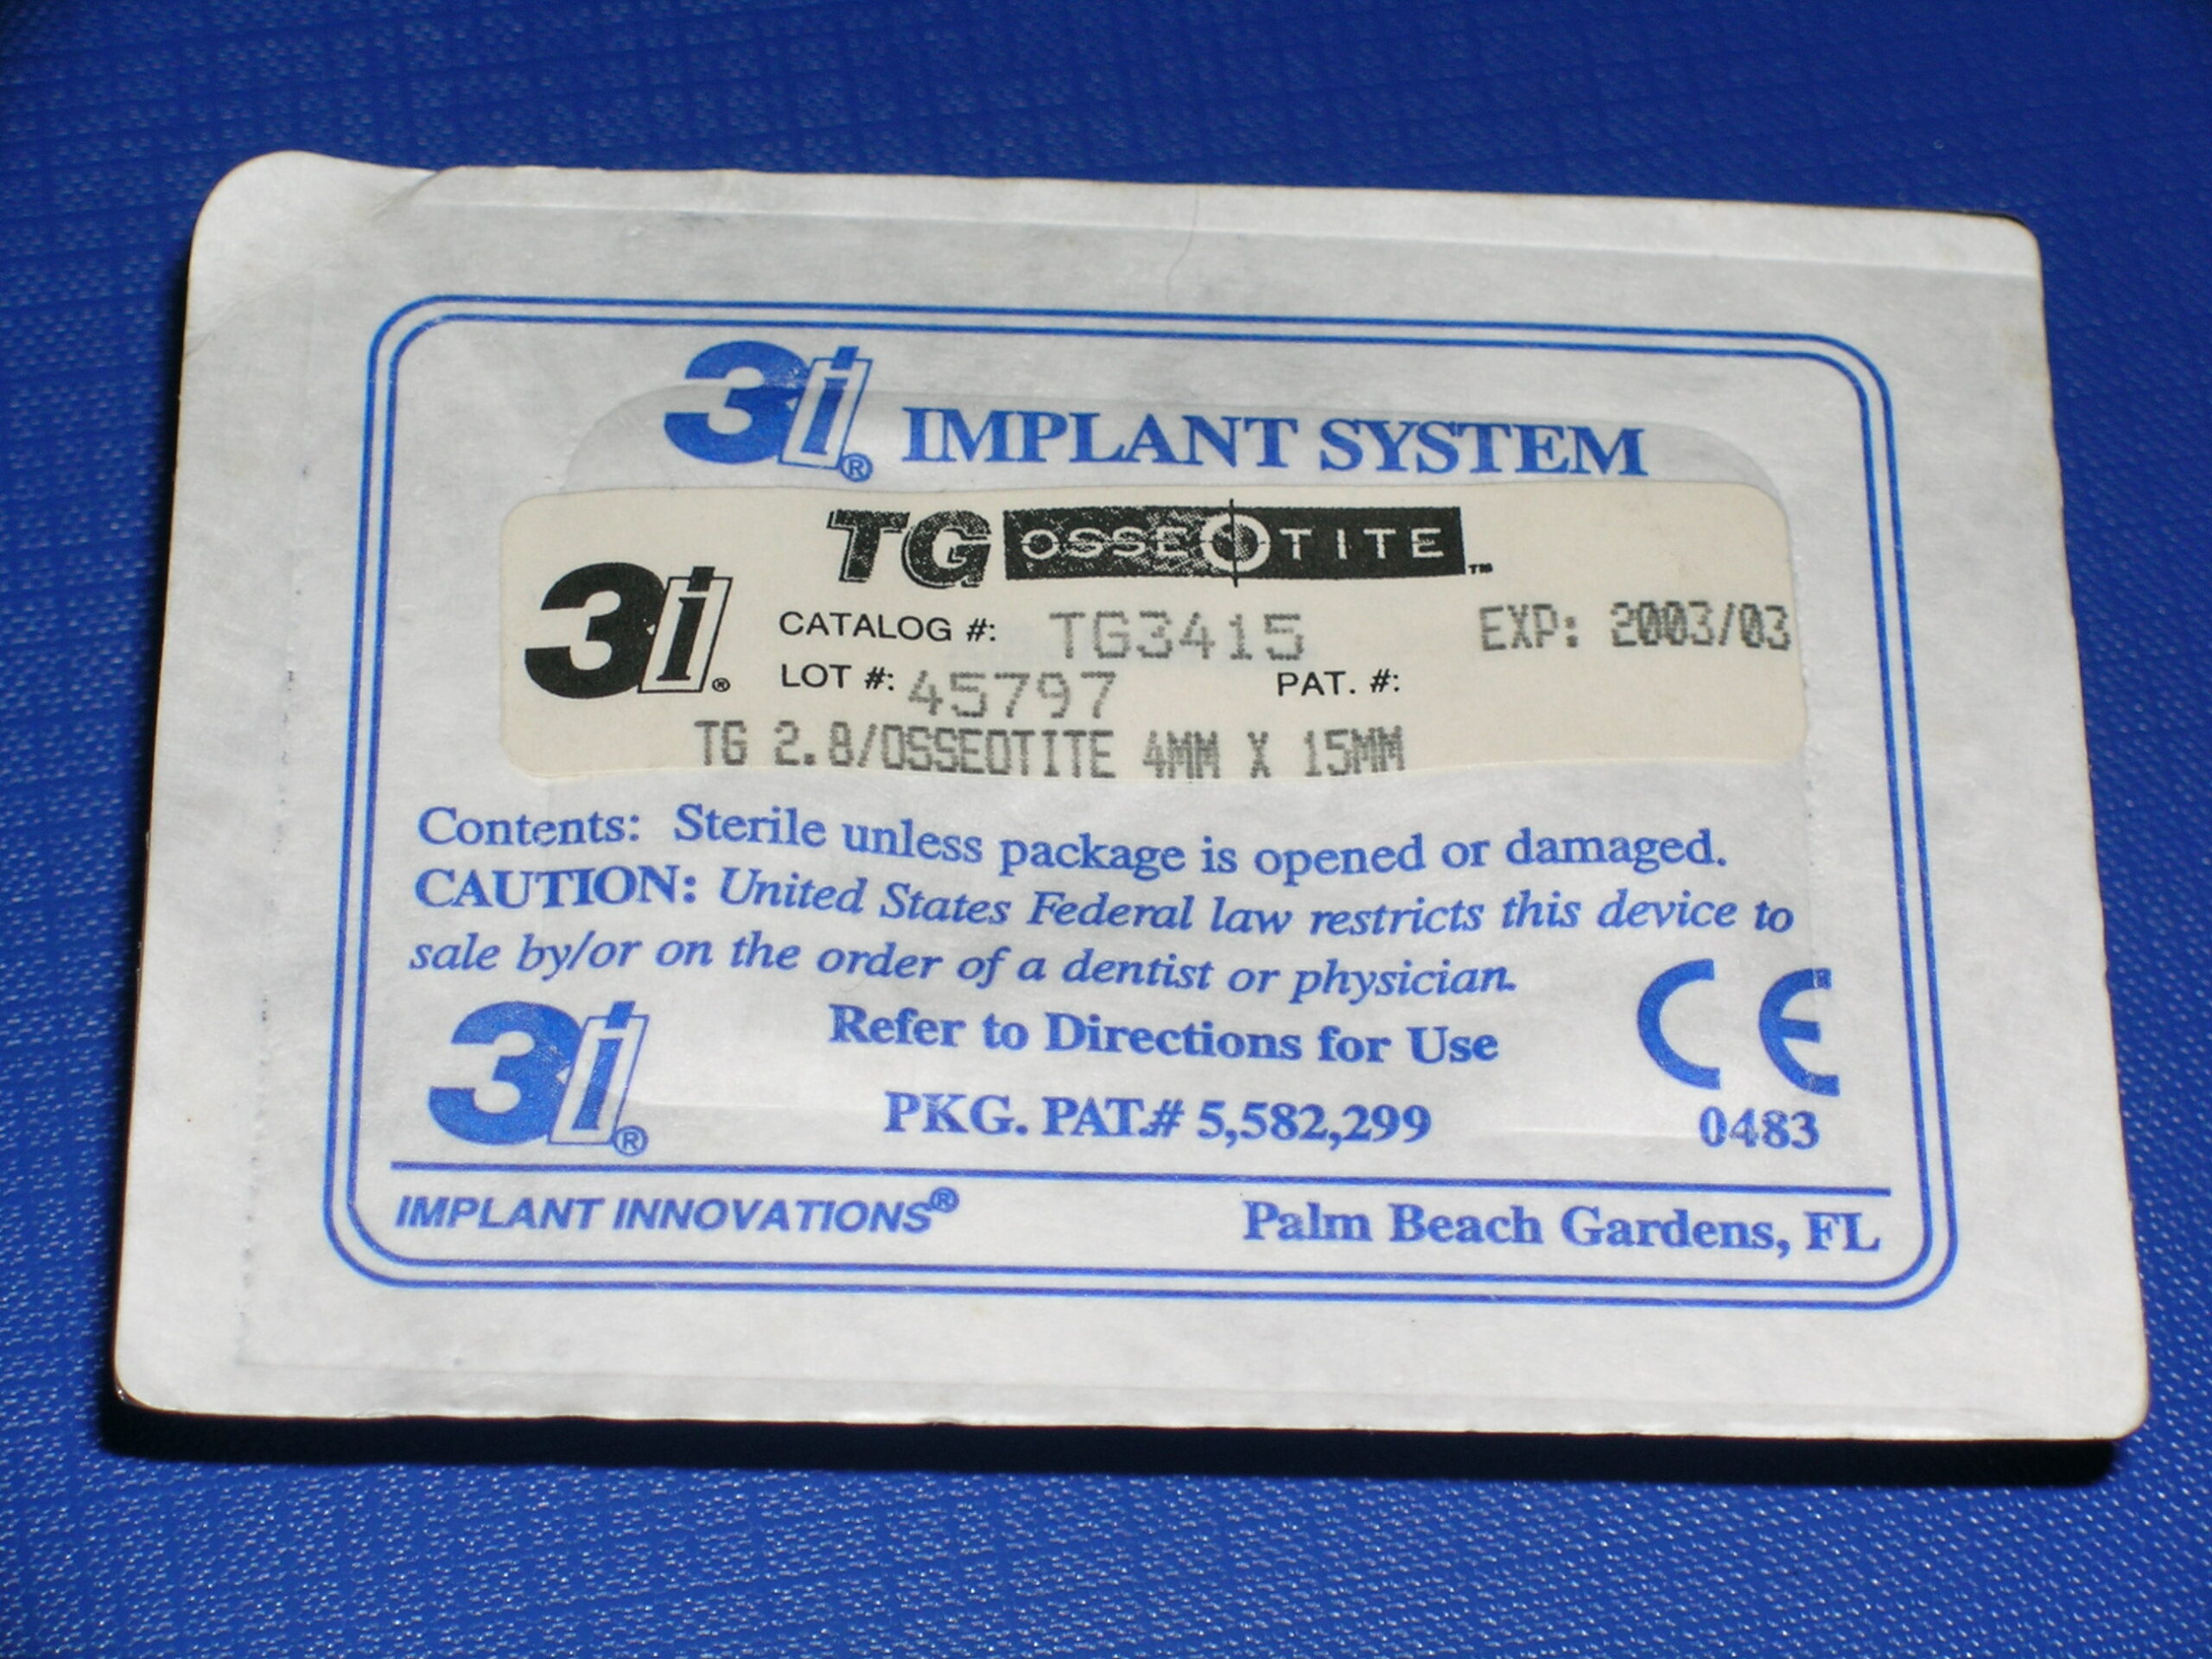 3i® IMPLANT SYSTEM
TG OSSEOTITE™
3i®
CATALOG #: TG3415 EXP: 2003/03
LOT #: 45797 PAT. #:
TG 2.8/OSSEOTITE 4MM X 15MM
Contents: Sterile unless package is opened or damaged.
CAUTION: United States Federal law restricts this device to
sale by/or on the order of a dentist or physician.
3i®
Refer to Directions for Use
CE
PKG. PAT.# 5,582,299
0483
IMPLANT INNOVATIONS® Palm Beach Gardens, FL